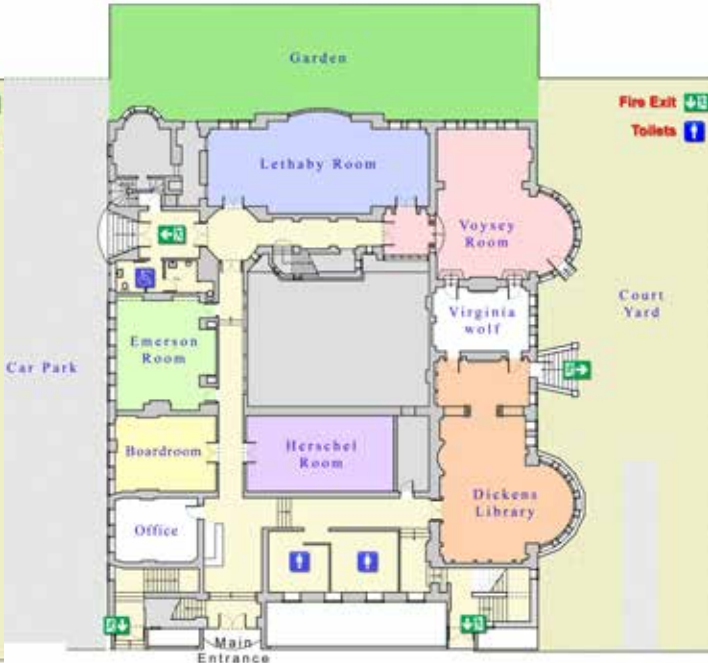 Garden
Fire Exit
Toilets
Lethaby Room
Voysey
Room
Court
Yard
Virginia
wolf
Emerson
Room
Car Park
Boardroom
Herschel
Room
Dickens
Library
Office
Main
Entrance